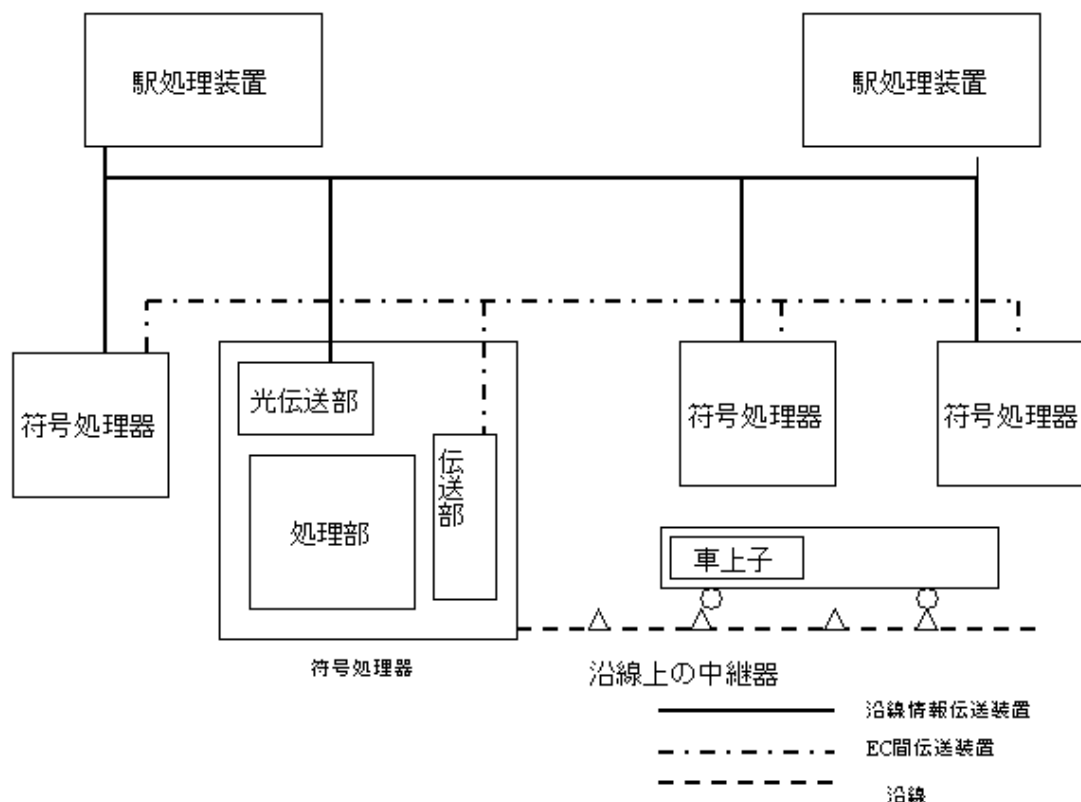 駅処理装置
駅処理装置
符号処理器
光伝送部
処理部
伝送部
符号処理器
符号処理器
車上子
符号処理器
沿線上の中継器
沿線情報伝送装置
EC間伝送装置
沿線